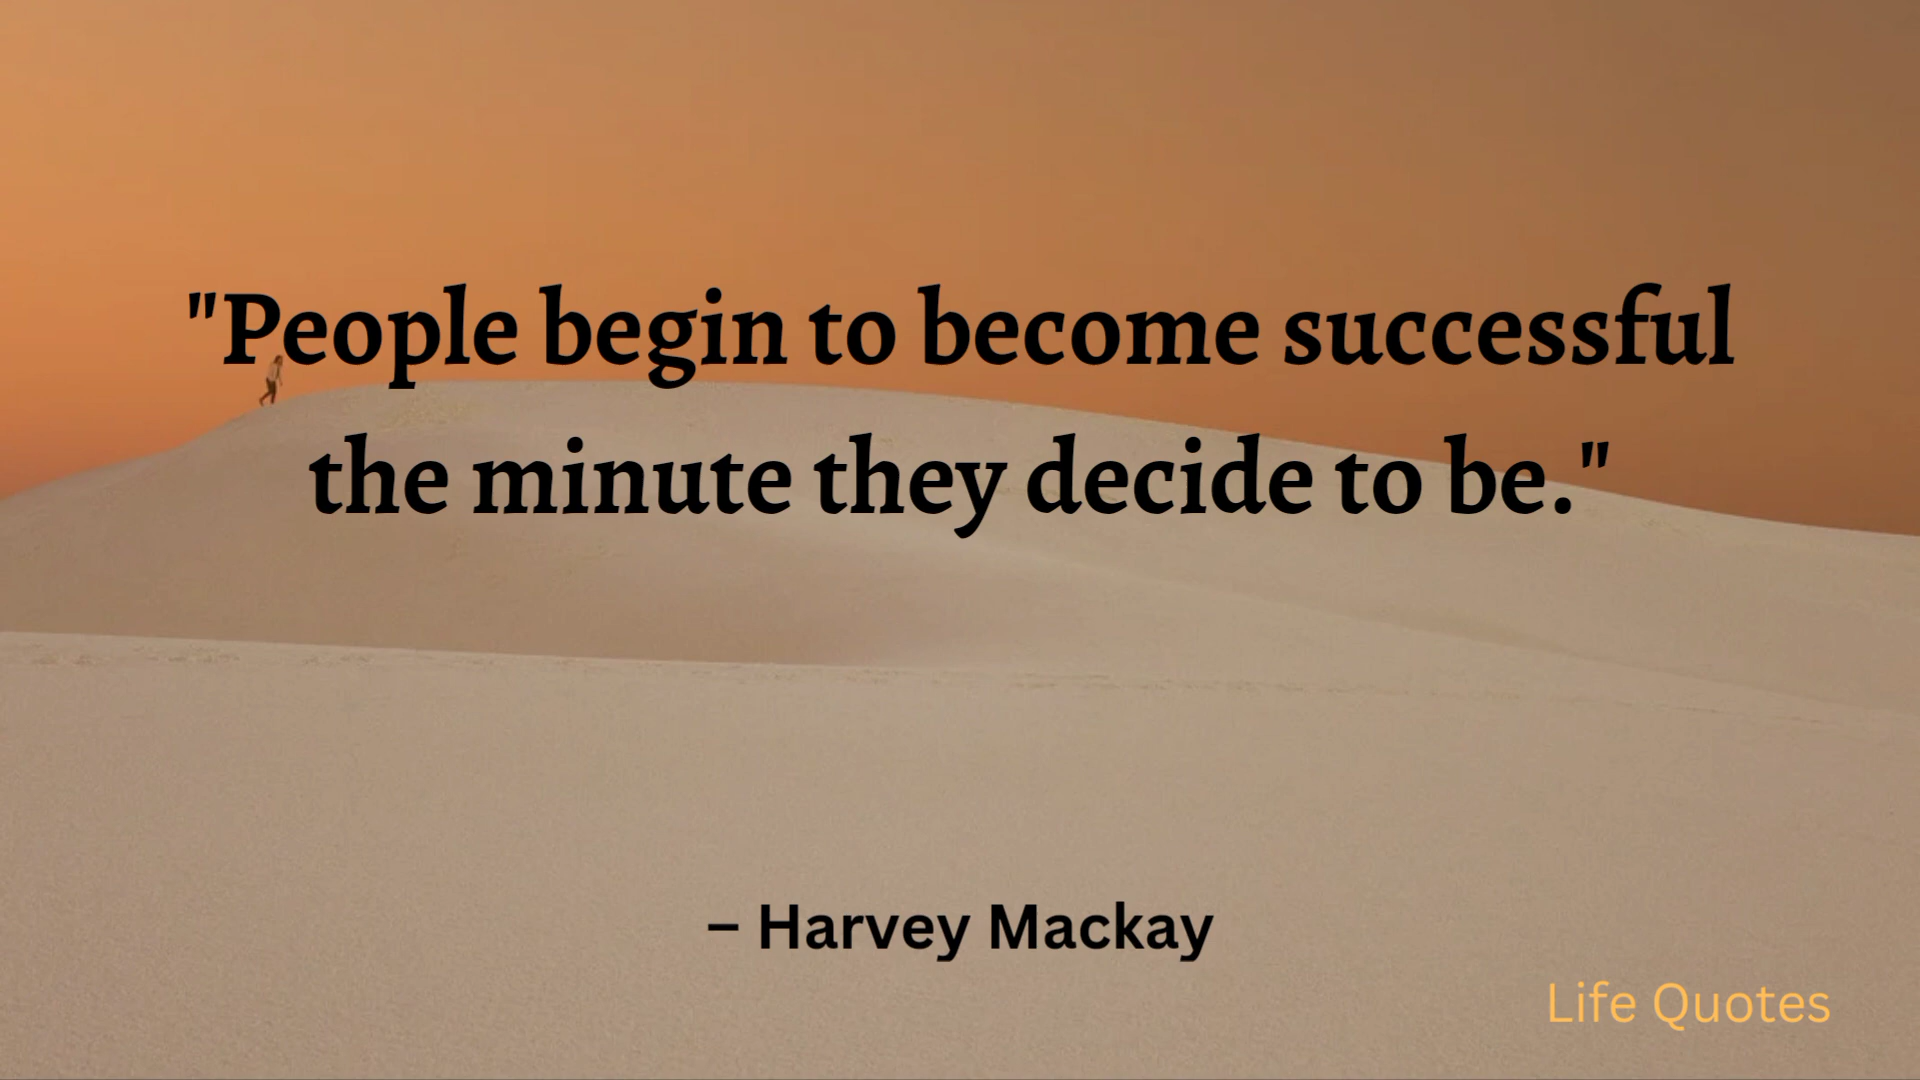 "People begin to become successful
the minute they decide to be."
– Harvey Mackay
Life Quotes